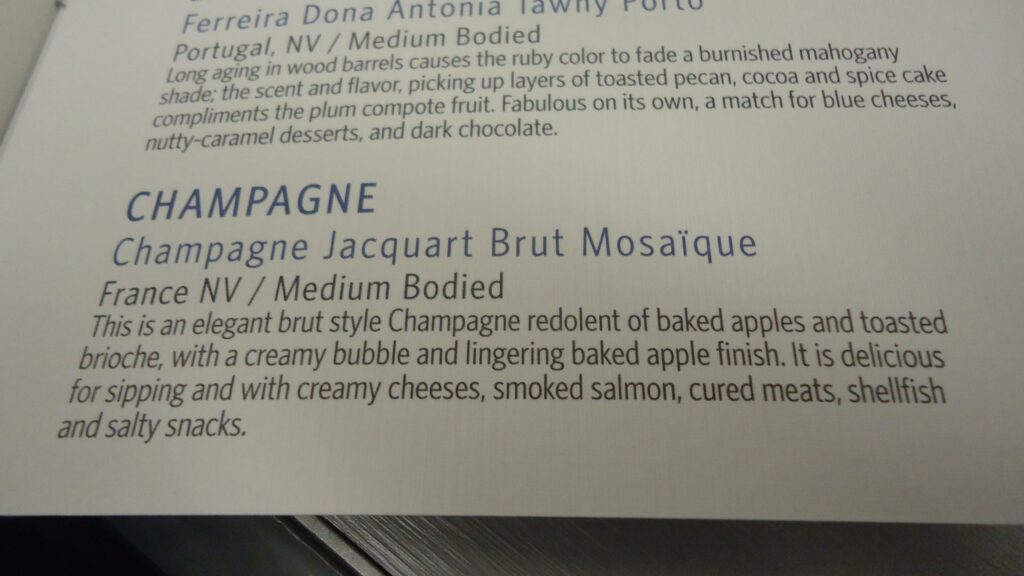 Ferreira Dona Antonia Tawny Porto
Portugal, NV / Medium Bodied
Long aging in wood barrels causes the ruby color to fade a burnished mahogany
shade; the scent and flavor, picking up layers of toasted pecan, cocoa and spice cake
compliments the plum compote fruit. Fabulous on its own, a match for blue cheeses,
nutty-caramel desserts, and dark chocolate.
CHAMPAGNE
Champagne Jacquart Brut Mosaïque
France NV / Medium Bodied
This is an elegant brut style Champagne redolent of baked apples and toasted
brioche, with a creamy bubble and lingering baked apple finish. It is delicious
for sipping and with creamy cheeses, smoked salmon, cured meats, shellfish
and salty snacks.